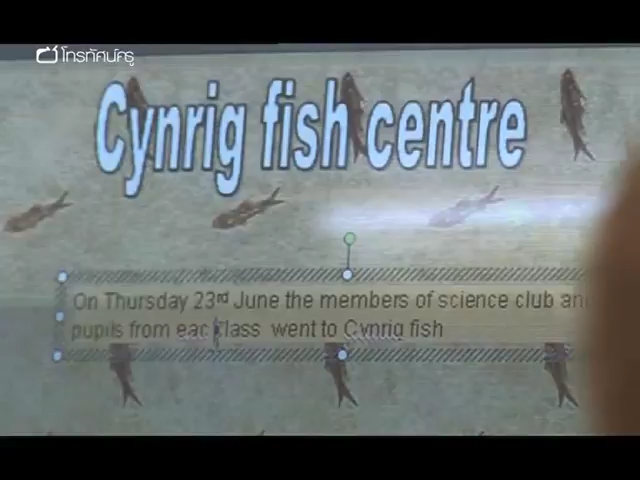 โทรทัศน์ครู
Cynrig fish centre
On Thursday 23rd June the members of science club and
pupils from eac class went to Cynrig fish